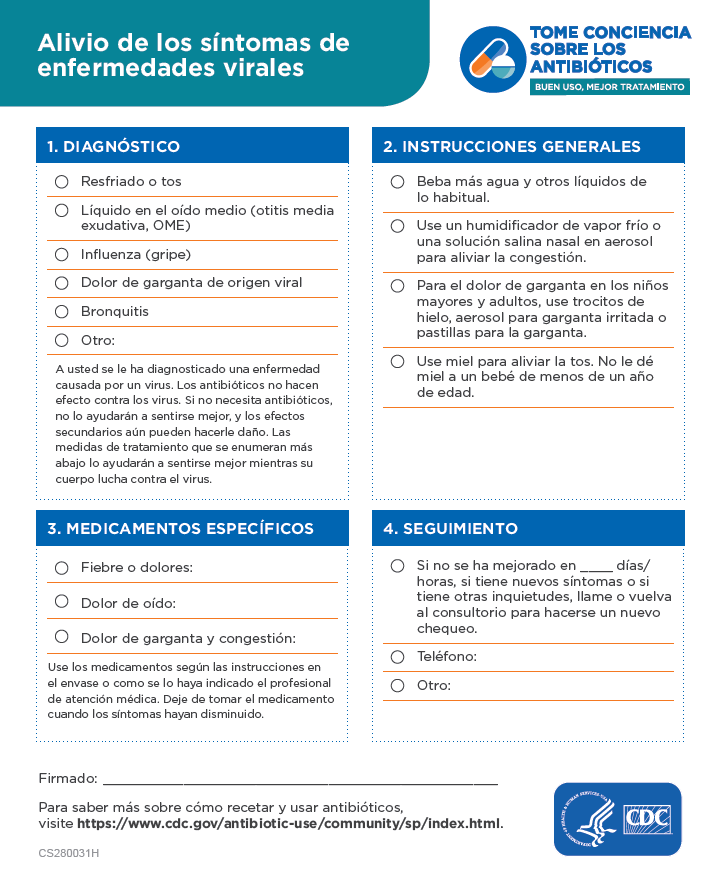 Alivio de los síntomas de
enfermedades virales
TOME CONCIENCIA
SOBRE LOS
ANTIBIÓTICOS
BUEN USO, MEJOR TRATAMIENTO
1. DIAGNÓSTICO
Resfriado o tos
Líquido en el oído medio (otitis media
exudativa, OME)
Influenza (gripe)
Dolor de garganta de origen viral
Bronquitis
Otro:
A usted se le ha diagnosticado una enfermedad
causada por un virus. Los antibióticos no hacen
efecto contra los virus. Si no necesita antibióticos,
no lo ayudarán a sentirse mejor, y los efectos
secundarios aún pueden hacerle daño. Las
medidas de tratamiento que se enumeran más
abajo lo ayudarán a sentirse mejor mientras su
cuerpo lucha contra el virus.
2. INSTRUCCIONES GENERALES
Beba más agua y otros líquidos de
lo habitual.
Use un humidificador de vapor frío o
una solución salina nasal en aerosol
para aliviar la congestión.
Para el dolor de garganta en los niños
mayores y adultos, use trocitos de
hielo, aerosol para garganta irritada o
pastillas para la garganta.
Use miel para aliviar la tos. No le dé
miel a un bebé de menos de un año
de edad.
3. MEDICAMENTOS ESPECÍFICOS
Fiebre o dolores:
Dolor de oído:
Dolor de garganta y congestión:
Use los medicamentos según las instrucciones en
el envase o como se lo haya indicado el profesional
de atención médica. Deje de tomar el medicamento
cuando los síntomas hayan disminuido.
4. SEGUIMIENTO
Si no se ha mejorado en ____ días/
horas, si tiene nuevos síntomas o si
tiene otras inquietudes, llame o vuelva
al consultorio para hacerse un nuevo
chequeo.
Teléfono:
Otro:
Firmado: ____________________
Para saber más sobre cómo recetar y usar antibióticos,
visite https://www.cdc.gov/antibiotic-use/community/sp/index.html.
CS280031H
DEPARTMENT OF HEALTH & HUMAN SERVICES USA
CDC